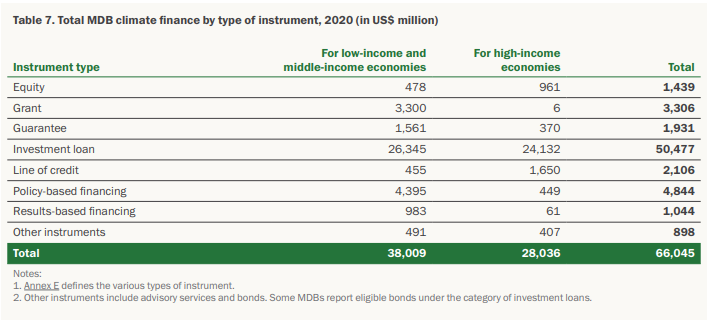 Table 7. Total MDB climate finance by type of instrument, 2020 (in US$ million)
For low-income and For high-income
Instrument type middle-income economies economies Total
Equity 478 961 1,439
Grant 3,300 6 3,306
Guarantee 1,561 370 1,931
Investment loan 26,345 24,132 50,477
Line of credit 455 1,650 2,106
Policy-based financing 4,395 449 4,844
Results-based financing 983 61 1,044
Other instruments 491 407 898
Total 38,009 28,036 66,045
Notes:
1. Annex E defines the various types of instrument.
2. Other instruments include advisory services and bonds. Some MDBs report eligible bonds under the category of investment loans.